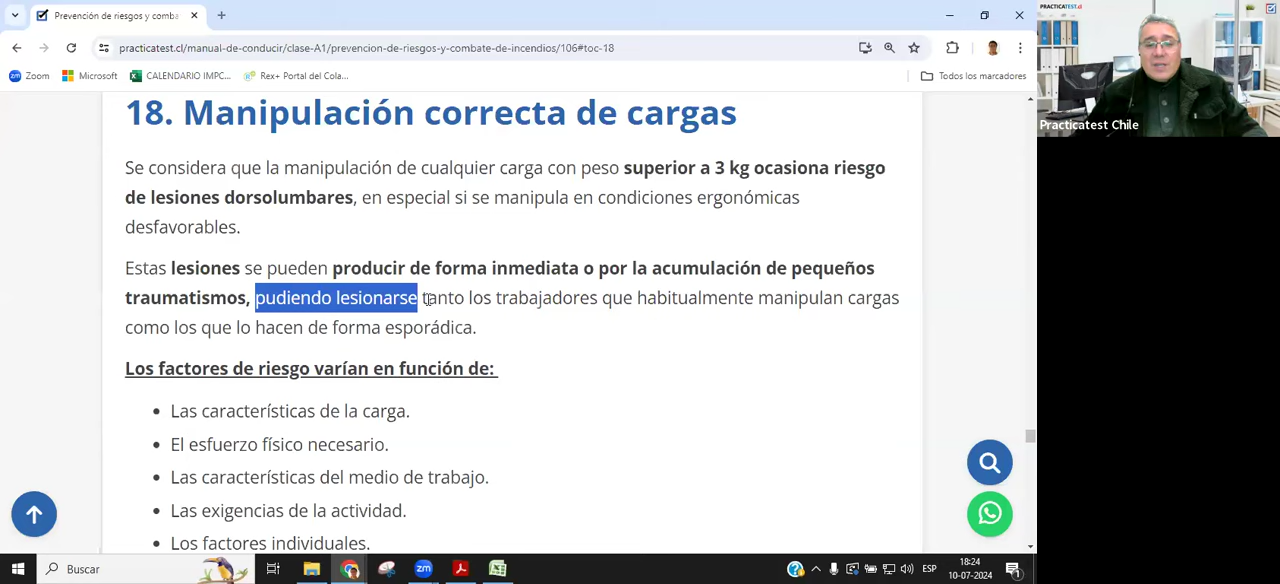 Prevención de riesgos y comba
practicatest.cl/manual-de-conducir/clase-A1/prevencion-de-riesgos-y-combate-de-incendios/106#toc-18
zm Zoom Microsoft CALENDARIO IMPC... Rex+ Portal del Cola... Todos los marcadores
PRACTICATEST.cl
Practicatest Chile
18. Manipulación correcta de cargas
Se considera que la manipulación de cualquier carga con peso superior a 3 kg ocasiona riesgo
de lesiones dorsolumbares, en especial si se manipula en condiciones ergonómicas
desfavorables.
Estas lesiones se pueden producir de forma inmediata o por la acumulación de pequeños
traumatismos, pudiendo lesionarse tanto los trabajadores que habitualmente manipulan cargas
como los que lo hacen de forma esporádica.
Los factores de riesgo varían en función de:
• Las características de la carga.
• El esfuerzo físico necesario.
• Las características del medio de trabajo.
• Las exigencias de la actividad.
• Los factores individuales.
Buscar
zm
ESP
18:24
10-07-2024
1